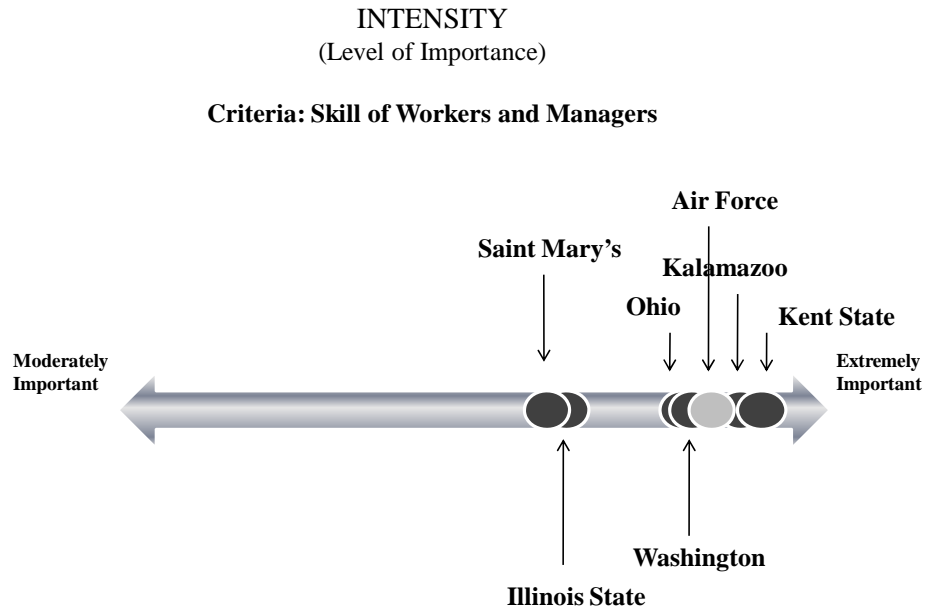 INTENSITY
(Level of Importance)
Criteria: Skill of Workers and Managers
Air Force
Saint Mary’s
Kalamazoo
Ohio
Kent State
Moderately
Important
Extremely
Important
Washington
Illinois State